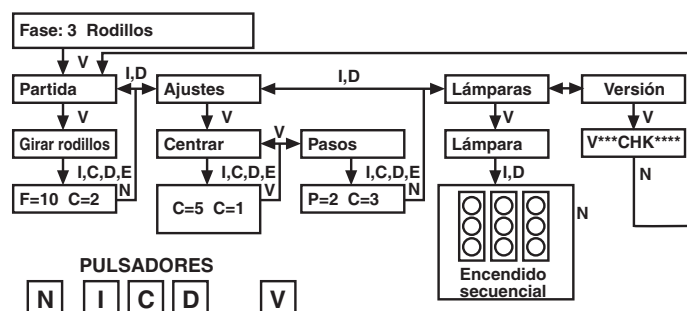 Fase: 3 Rodillos
V
I,D
I,D
Partida
Ajustes
Lámparas
Versión
V
V
V
V
Girar rodillos
Centrar
V
Pasos
Lámpara
V***CHK****
I,C,D,E
I,C,D,E
I,C,D,E
I,D
N
F=10 C=2
N
C=5 C=1
V
P=2 C=3
N
N
Encendido
secuencial
PULSADORES
N I C D V